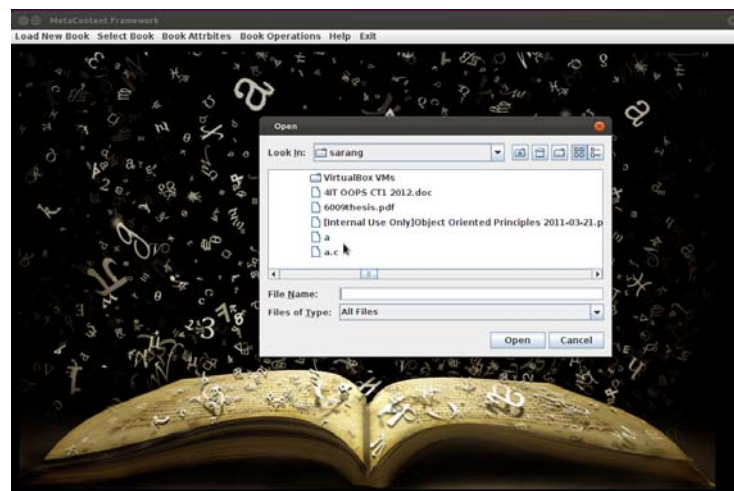 MetaContent Framework
Load New Book Select Book Book Attrbites Book Operations Help Exit
Open
Look In: sarang
VirtualBox VMs
4IT OOPS CT1 2012.doc
6009thesis.pdf
[Internal Use Only]Object Oriented Principles 2011-03-21.p
a
a.c
File Name:
Files of Type: All Files
Open Cancel